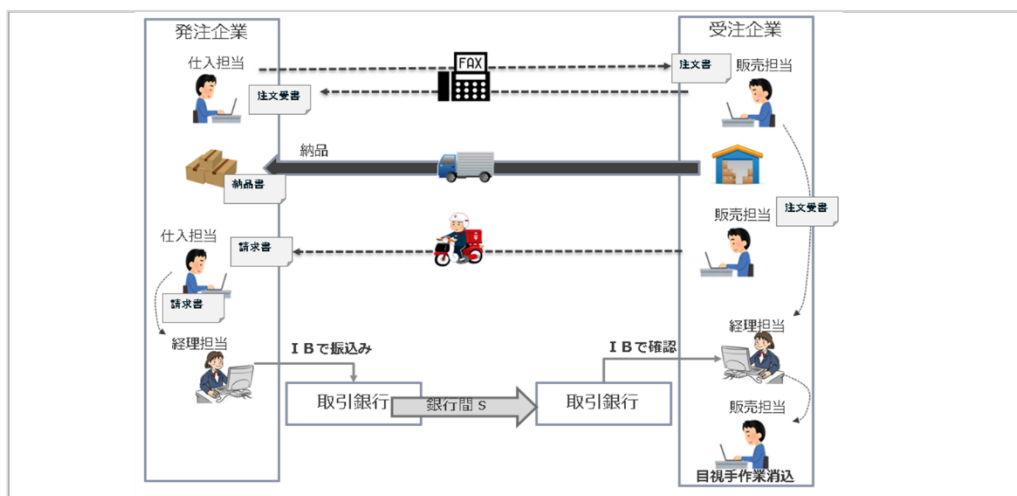 発注企業
受注企業
仕入担当
FAX
注文書
販売担当
注文受書
納品
納品書
注文受書
販売担当
仕入担当
請求書
請求書
経理担当
経理担当
ＩＢで振込み
ＩＢで確認
取引銀行
銀行間Ｓ
取引銀行
販売担当
目視手作業消込